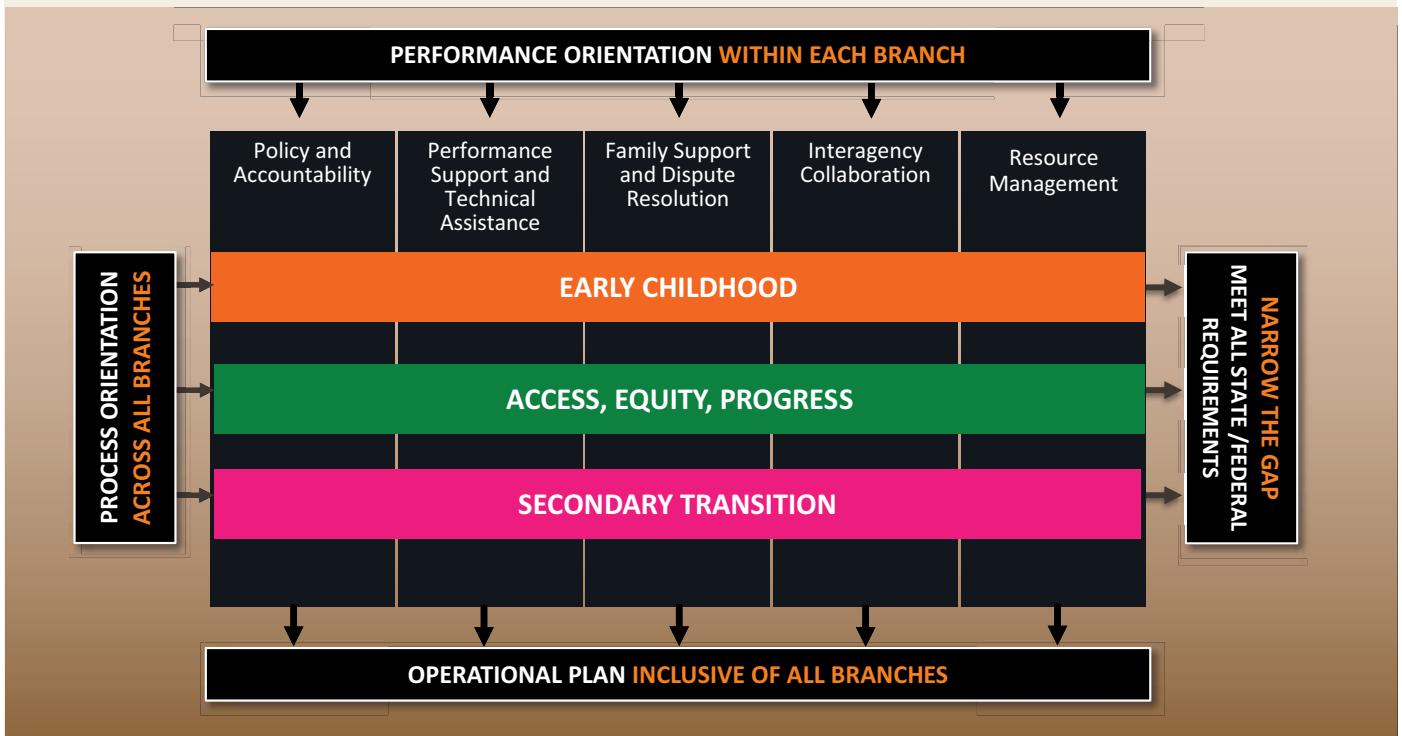 PERFORMANCE ORIENTATION WITHIN EACH BRANCH
Policy and
Accountability
Performance
Support and
Technical
Assistance
Family Support
and Dispute
Resolution
Interagency
Collaboration
Resource
Management
PROCESS ORIENTATION
ACROSS ALL BRANCHES
EARLY CHILDHOOD
ACCESS, EQUITY, PROGRESS
SECONDARY TRANSITION
NARROW THE GAP
MEET ALL STATE /FEDERAL
REQUIREMENTS
OPERATIONAL PLAN INCLUSIVE OF ALL BRANCHES